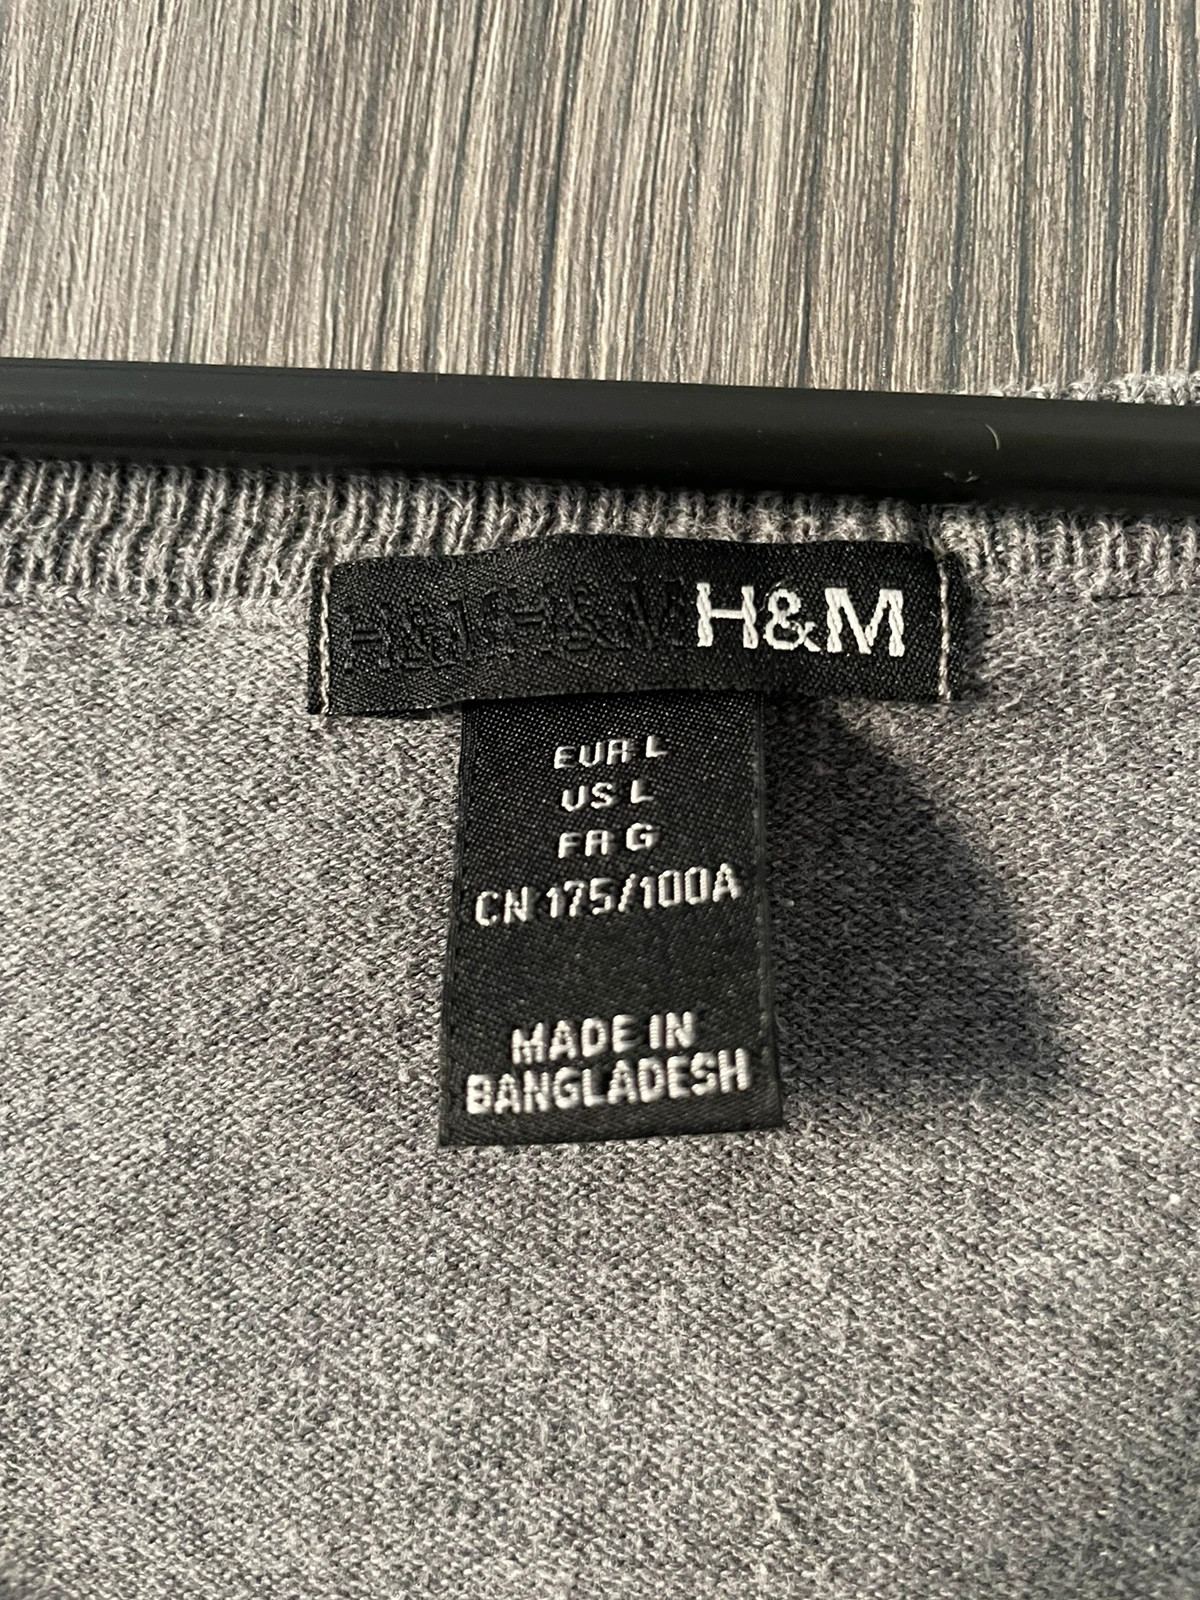 H&M H&M H&M
EUR L
US L
FR G
CN 175/100A
MADE IN
BANGLADESH